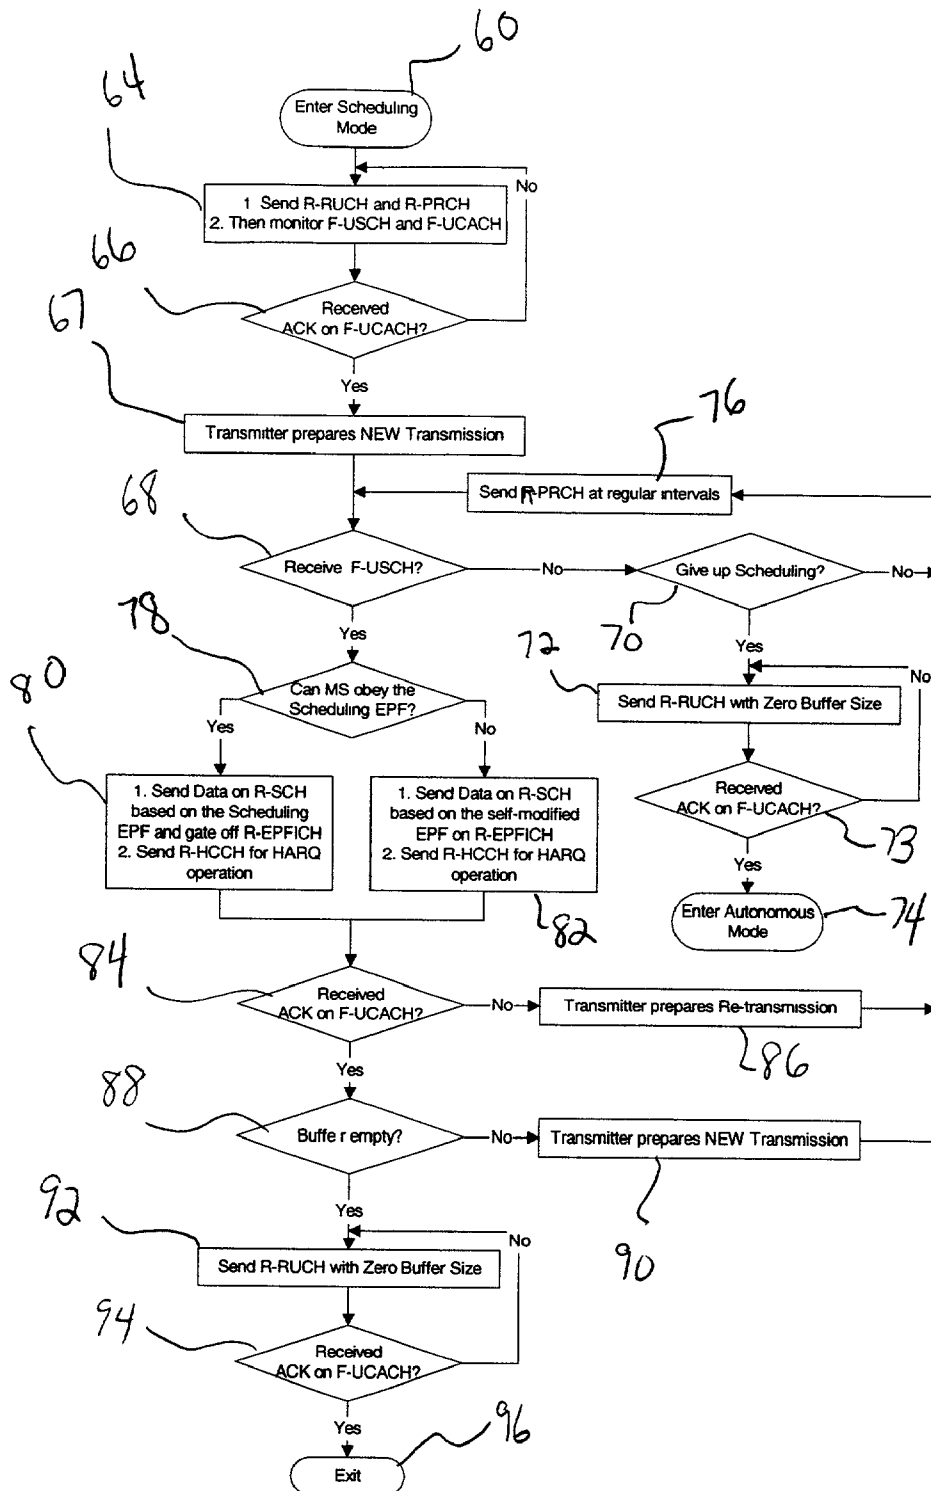 60
64
Enter Scheduling
Mode
No
1 Send R-RUCH and R-PRCH
2. Then monitor F-USCH and F-UCACH
66
67
Received
ACK on F-UCACH?
Yes
76
Transmitter prepares NEW Transmission
Send R-PRCH at regular intervals
68
Receive F-USCH?
No
Give up Scheduling?
No
70
78
Yes
72
Yes
No
80
Can MS obey the
Scheduling EPF?
Send R-RUCH with Zero Buffer Size
Yes
No
1. Send Data on R-SCH
based on the Scheduling
EPF and gate off R-EPFICH
2. Send R-HCCH for HARQ
operation
1. Send Data on R-SCH
based on the self-modified
EPF on R-EPFICH
2. Send R-HCCH for HARQ
operation
Received
ACK on F-UCACH?
73
Yes
82
Enter Autonomous
Mode
74
84
Received
ACK on F-UCACH?
No
Transmitter prepares Re-transmission
86
Yes
88
Buffe r empty?
No
Transmitter prepares NEW Transmission
90
92
Yes
No
Send R-RUCH with Zero Buffer Size
94
Received
ACK on F-UCACH?
Yes
96
Exit